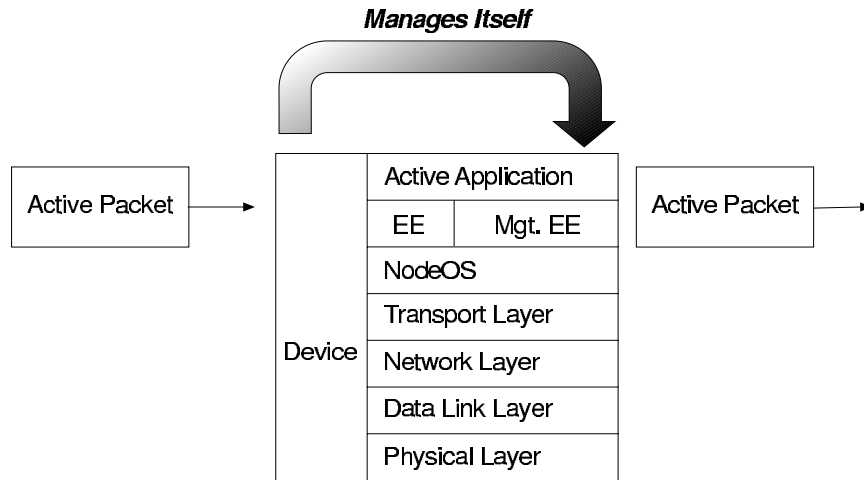 Manages Itself
Active Packet
Device
Active Application
EE
Mgt. EE
NodeOS
Transport Layer
Network Layer
Data Link Layer
Physical Layer
Active Packet